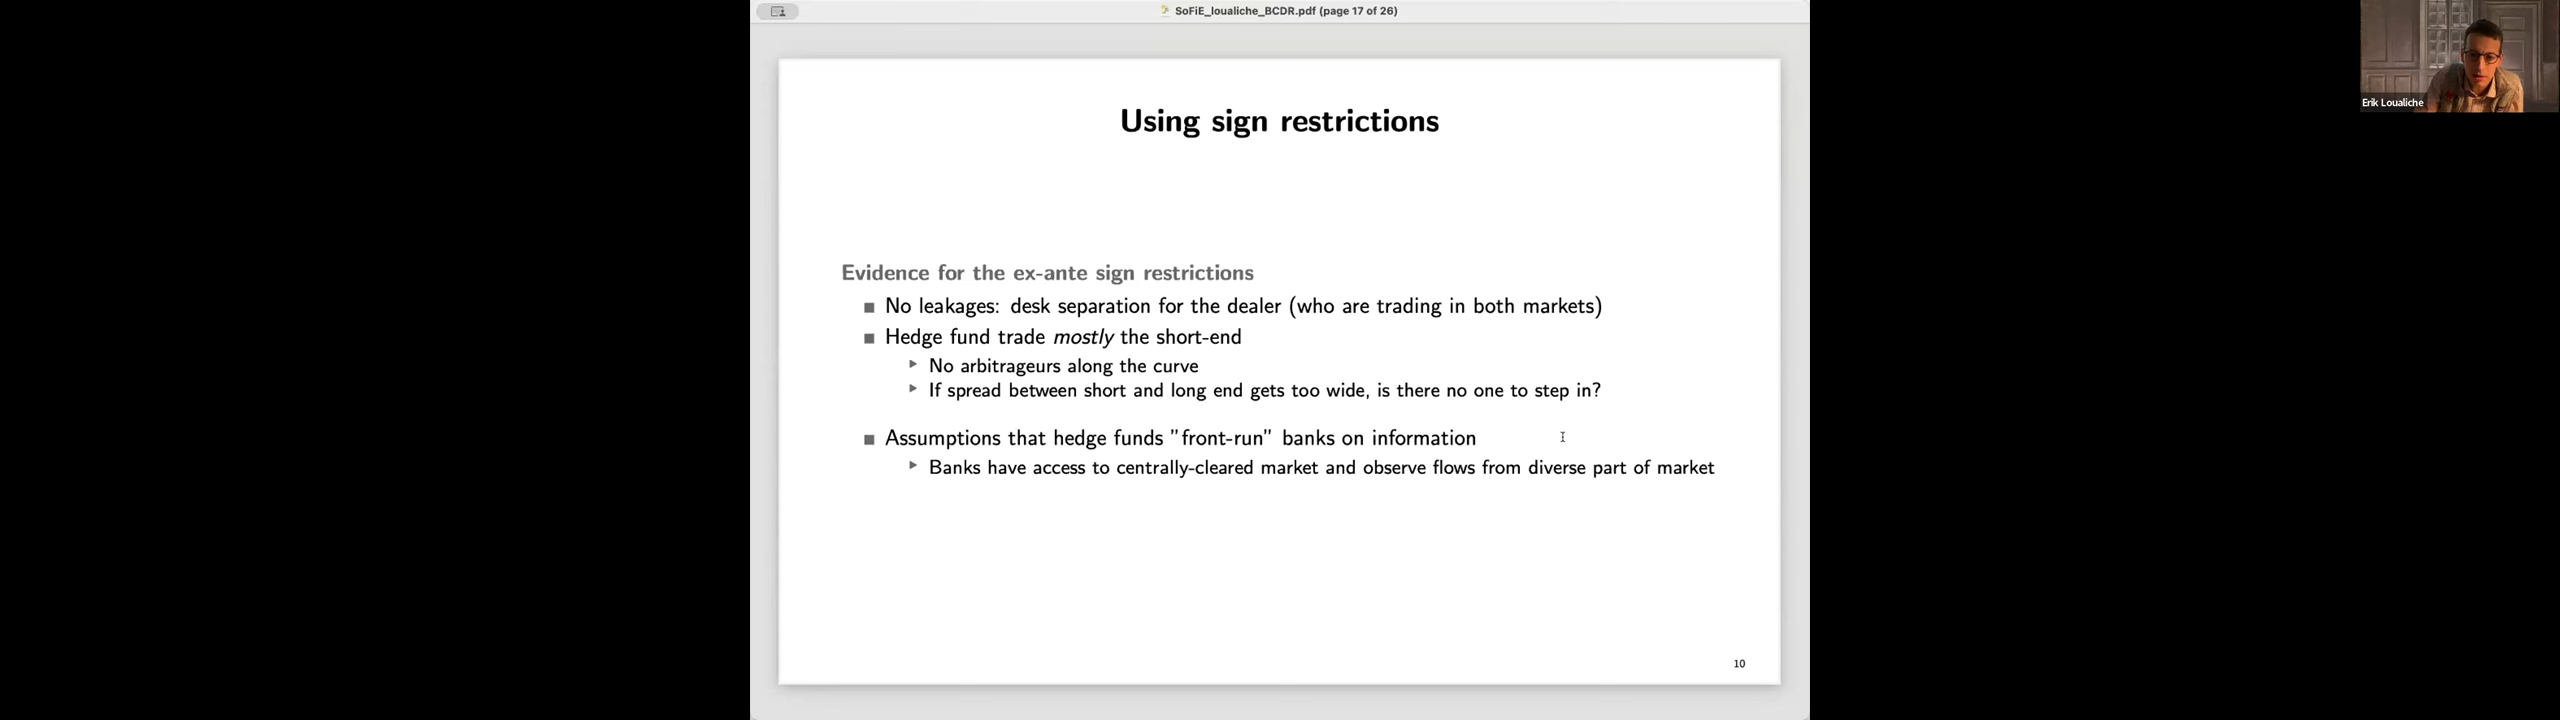 SoFiE_loualiche_BCDR.pdf (page 17 of 26)
Erik Loualiche
Using sign restrictions
Evidence for the ex-ante sign restrictions
No leakages: desk separation for the dealer (who are trading in both markets)
Hedge fund trade mostly the short-end
No arbitrageurs along the curve
If spread between short and long end gets too wide, is there no one to step in?
Assumptions that hedge funds "front-run" banks on information
Banks have access to centrally-cleared market and observe flows from diverse part of market
10